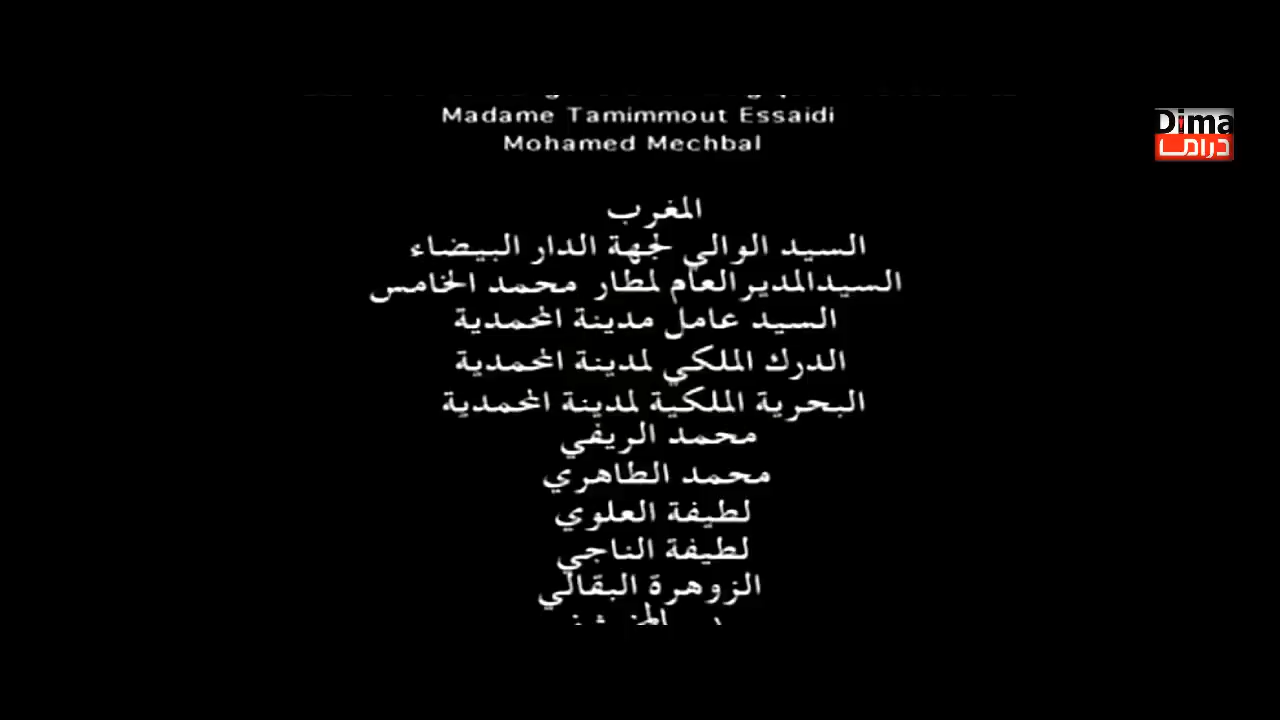 Madame Tamimmout Essaidi
Mohamed Mechbal
Dima
دراما
المغرب
السيد الوالي لجهة الدار البيضاء
السيدالمديرالعام لمطار محمد الخامس
السيد عامل مدينة المحمدية
الدرك الملكي لمدينة المحمدية
البحرية الملكية لمدينة المحمدية
محمد الريفي
محمد الطاهري
لطيفة العلوي
لطيفة الناجي
الزوهرة البقالي